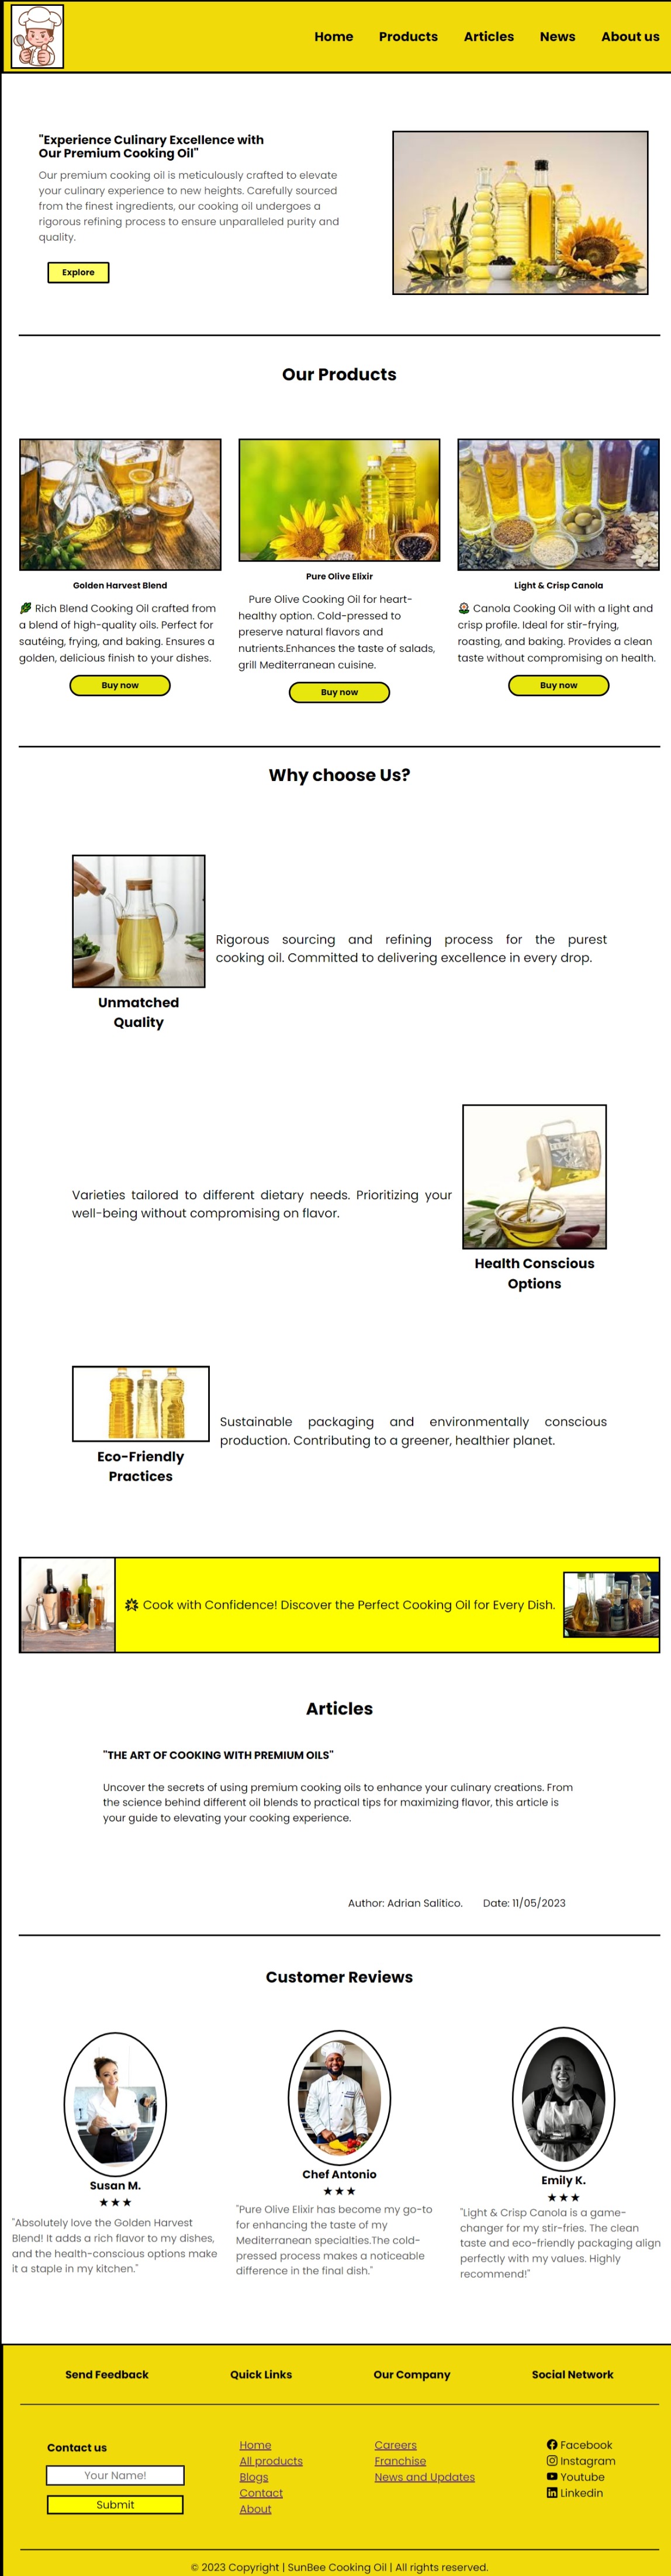 Home Products Articles News About us
"Experience Culinary Excellence with
Our Premium Cooking Oil"
Our premium cooking oil is meticulously crafted to elevate
your culinary experience to new heights. Carefully sourced
from the finest ingredients, our cooking oil undergoes a
rigorous refining process to ensure unparalleled purity and
quality.
Explore
Our Products
Golden Harvest Blend
Rich Blend Cooking Oil crafted from
a blend of high-quality oils. Perfect for
sautéing, frying, and baking. Ensures a
golden, delicious finish to your dishes.
Buy now
Pure Olive Elixir
Pure Olive Cooking Oil for heart-
healthy option. Cold-pressed to
preserve natural flavors and
nutrients.Enhances the taste of salads,
grill Mediterranean cuisine.
Buy now
Light & Crisp Canola
Canola Cooking Oil with a light and
crisp profile. Ideal for stir-frying,
roasting, and baking. Provides a clean
taste without compromising on health.
Buy now
Why choose Us?
Rigorous sourcing and refining process for the purest
cooking oil. Committed to delivering excellence in every drop.
Unmatched
Quality
Varieties tailored to different dietary needs. Prioritizing your
well-being without compromising on flavor.
Health Conscious
Options
Sustainable packaging and environmentally conscious
production. Contributing to a greener, healthier planet.
Eco-Friendly
Practices
Cook with Confidence! Discover the Perfect Cooking Oil for Every Dish.
Articles
"THE ART OF COOKING WITH PREMIUM OILS"
Uncover the secrets of using premium cooking oils to enhance your culinary creations. From
the science behind different oil blends to practical tips for maximizing flavor, this article is
your guide to elevating your cooking experience.
Author: Adrian Salitico. Date: 11/05/2023
Customer Reviews
Susan M.
★★★
"Absolutely love the Golden Harvest
Blend! It adds a rich flavor to my dishes,
and the health-conscious options make
it a staple in my kitchen."
Chef Antonio
★★★
"Pure Olive Elixir has become my go-to
for enhancing the taste of my
Mediterranean specialties.The cold-
pressed process makes a noticeable
difference in the final dish."
Emily K.
★★★
"Light & Crisp Canola is a game-
changer for my stir-fries. The clean
taste and eco-friendly packaging align
perfectly with my values. Highly
recommend!"
Send Feedback Quick Links Our Company Social Network
Contact us
Your Name!
Submit
Home
All products
Blogs
Contact
About
Careers
Franchise
News and Updates
Facebook
Instagram
Youtube
Linkedin
© 2023 Copyright | SunBee Cooking Oil | All rights reserved.